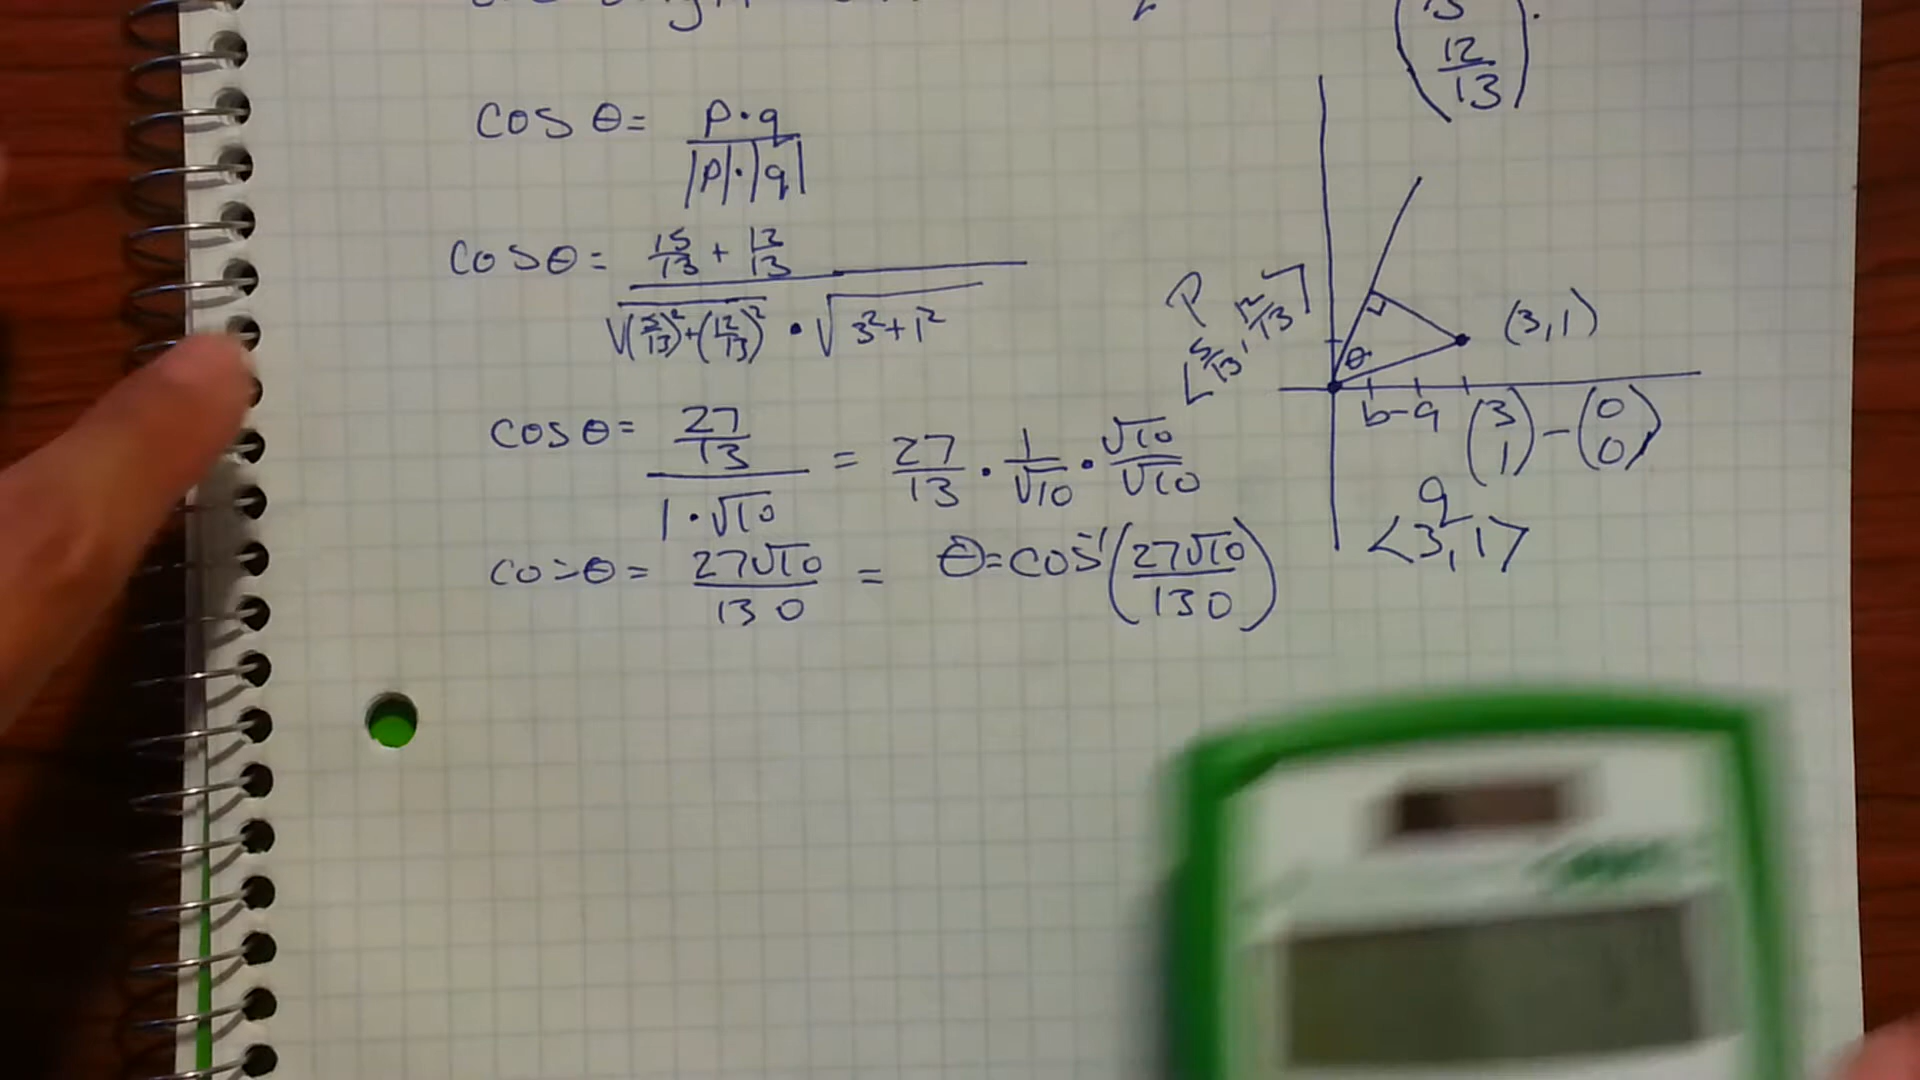 12/13
cos θ = p·q / |p|·|q|
cos θ = 15/13 + 12/13 / √(5/13)² + (12/13)² · √3²+1²
cos θ = 27/13 / 1·√10 = 27/13 · 1/√10 · √10/√10
cos θ = 27√10/130 = θ = cos⁻¹(27√10/130)
P
[5/13, 12/13]
θ
(3,1)
b-a (3 1) - (0 0)
q
<3,1>